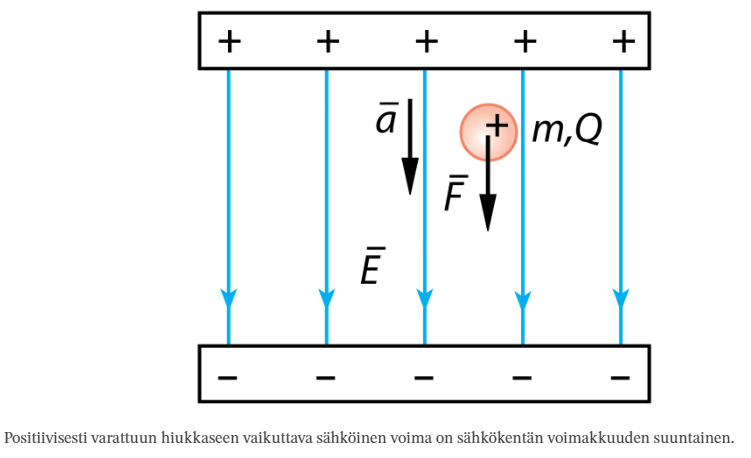 + + + + +
a̅
+
m,Q
F̅
E̅
– – – – –
Positiivisesti varattuun hiukkaseen vaikuttava sähköinen voima on sähkökentän voimakkuuden suuntainen.